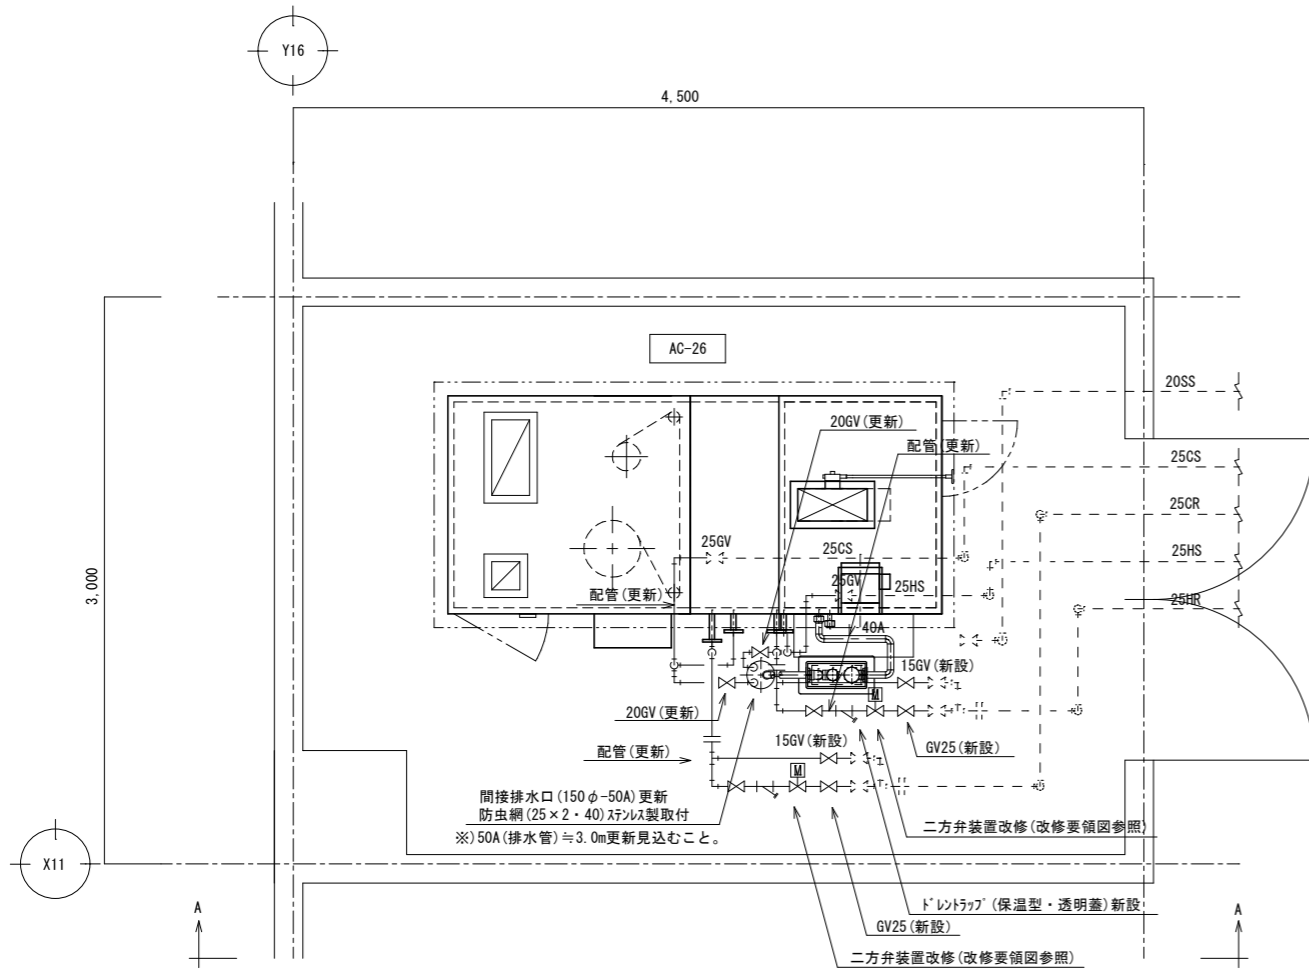 Y16
4,500
AC-26
20SS
20GV(更新)
配管(更新)
25CS
25CR
25GV
25CS
25HS
25GV
25HS
3,000
配管(更新)
25HR
40A
15GV(新設)
M
20GV(更新)
15GV(新設)
GV25(新設)
配管(更新)
M
間接排水口(150φ-50A)更新
防虫網(25×2・40)ステンレス製取付
※)50A(排水管)≒3.0m更新見込むこと。
二方弁装置改修(改修要領図参照)
X11
A
ドレントラップ(保温型・透明蓋)新設
A
GV25(新設)
二方弁装置改修(改修要領図参照)